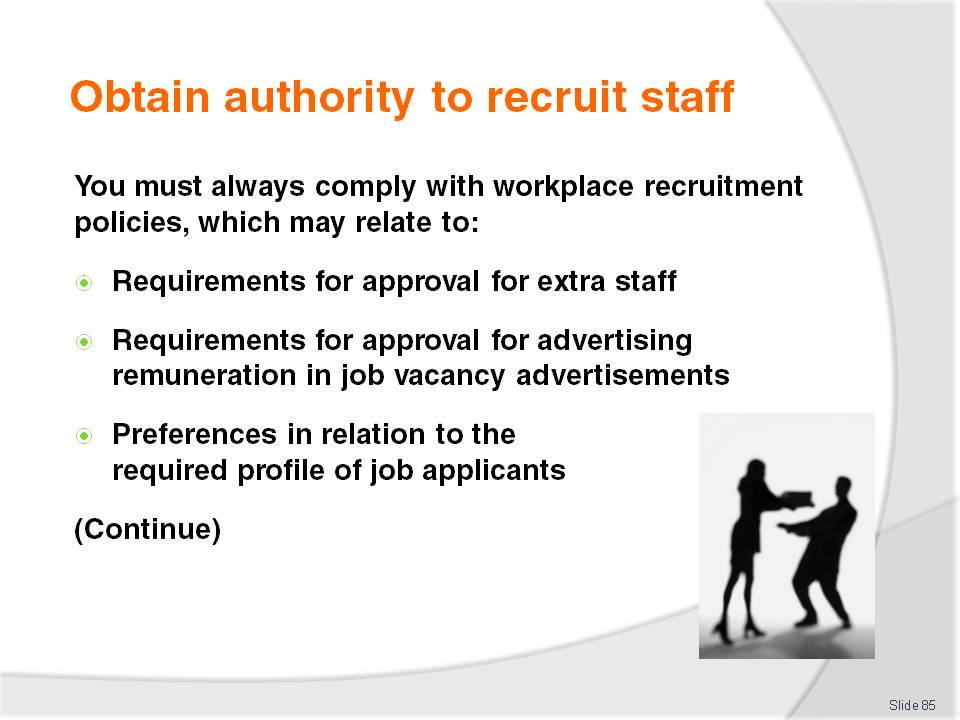 Obtain authority to recruit staff
You must always comply with workplace recruitment
policies, which may relate to:
Requirements for approval for extra staff
Requirements for approval for advertising
remuneration in job vacancy advertisements
Preferences in relation to the
required profile of job applicants
(Continue)
Slide 85